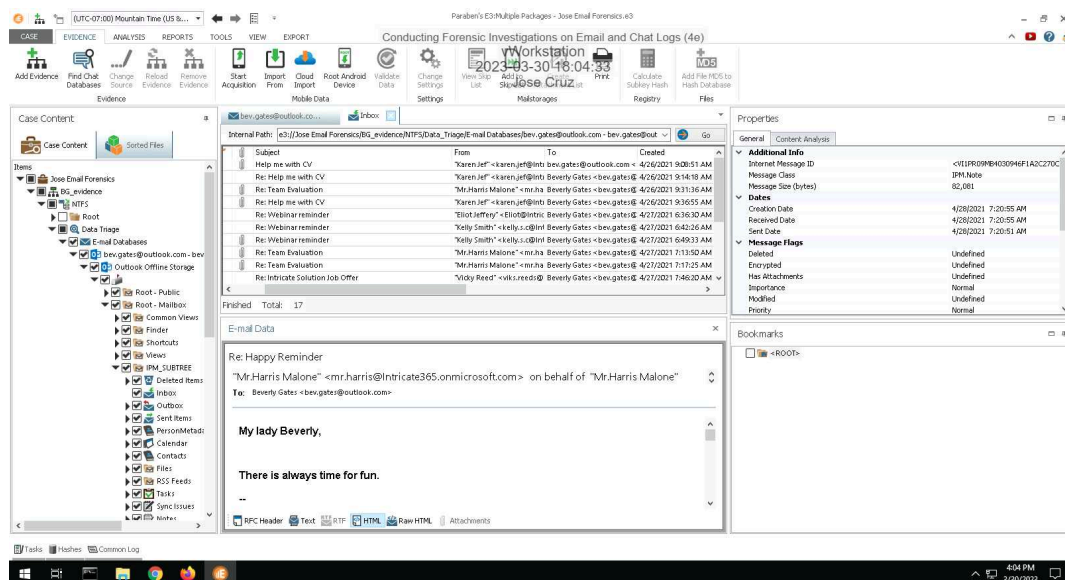 (UTC-07:00) Mountain Time (US &...
Paraben's E3:Multiple Packages - Jose Email Forensics.e3
CASE EVIDENCE ANALYSIS REPORTS TOOLS VIEW EXPORT
Conducting Forensic Investigations on Email and Chat Logs (4e)
vWorkstation
2023-03-30 18:04:33
Jose Cruz
Add Evidence
Find Chat Databases
Change Source
Reload Evidence
Remove Evidence
Start Acquisition
Import From
Cloud Import
Root Android Device
Validate Data
Change Settings
View Skip List
Add to
Print
Calculate Subkey Hash
MD5
Add File MD5 to Hash Database
Evidence
Mobile Data
Settings
Mailstorages
Registry
Files
Case Content
Case Content
Sorted Files
Items
Jose Email Forensics
BG_evidence
NTFS
Root
Data Triage
E-mail Databases
bev.gates@outlook.com - bev
Outlook Offline Storage
Root - Public
Root - Mailbox
Common Views
Finder
Shortcuts
Views
IPM_SUBTREE
Deleted Items
Inbox
Outbox
Sent Items
PersonMetada
Calendar
Contacts
Files
RSS Feeds
Tasks
Sync Issues
Notes
bev.gates@outlook.co...
Inbox
Internal Path: e3://Jose Email Forensics/BG_evidence/NTFS/Data_Triage/E-mail Databases/bev.gates@outlook.com - bev.gates@out Go
Subject From To Created
Help me with CV "Karen Jef" <karen.jef@Inti bev.gates@outlook.com < 4/26/2021 9:08:51 AM
Re: Help me with CV "Karen Jef" <karen.jef@Inti Beverly Gates <bev.gates@ 4/26/2021 9:14:18 AM
Re: Team Evaluation "Mr.Harris Malone" <mr.ha Beverly Gates <bev.gates@ 4/26/2021 9:31:36 AM
Re: Help me with CV "Karen Jef" <karen.jef@Inti Beverly Gates <bev.gates@ 4/26/2021 9:36:55 AM
Re: Webinar reminder "Eliot Jeffery" <Eliot@Intric Beverly Gates <bev.gates@ 4/27/2021 6:36:30 AM
Re: Webinar reminder "Kelly Smith" <kelly.s.c@Inti Beverly Gates <bev.gates@ 4/27/2021 6:42:26 AM
Re: Webinar reminder "Kelly Smith" <kelly.s.c@Inti Beverly Gates <bev.gates@ 4/27/2021 6:49:33 AM
Re: Team Evaluation "Mr.Harris Malone" <mr.ha Beverly Gates <bev.gates@ 4/27/2021 7:13:50 AM
Re: Team Evaluation "Mr.Harris Malone" <mr.ha Beverly Gates <bev.gates@ 4/27/2021 7:17:25 AM
Re: Intricate Solution Job Offer "Vicky Reed" <viks.reeds@ Beverly Gates <bev.gates@ 4/27/2021 7:46:20 AM
Finished Total: 17
E-mail Data
Re: Happy Reminder
"Mr.Harris Malone" <mr.harris@Intricate365.onmicrosoft.com> on behalf of "Mr.Harris Malone"
To: Beverly Gates <bev.gates@outlook.com>
My lady Beverly,
There is always time for fun.
--
RFC Header Text RTF HTML Raw HTML Attachments
Properties
General Content Analysis
Additional Info
Internet Message ID <VI1PR09MB4030946F1A2C270C
Message Class IPM.Note
Message Size (bytes) 82,081
Dates
Creation Date 4/28/2021 7:20:55 AM
Received Date 4/28/2021 7:20:55 AM
Sent Date 4/28/2021 7:20:51 AM
Message Flags
Deleted Undefined
Encrypted Undefined
Has Attachments Undefined
Importance Normal
Modified Undefined
Priority Normal
Bookmarks
<ROOT>
Tasks Hashes Common Log
4:04 PM
3/30/2023